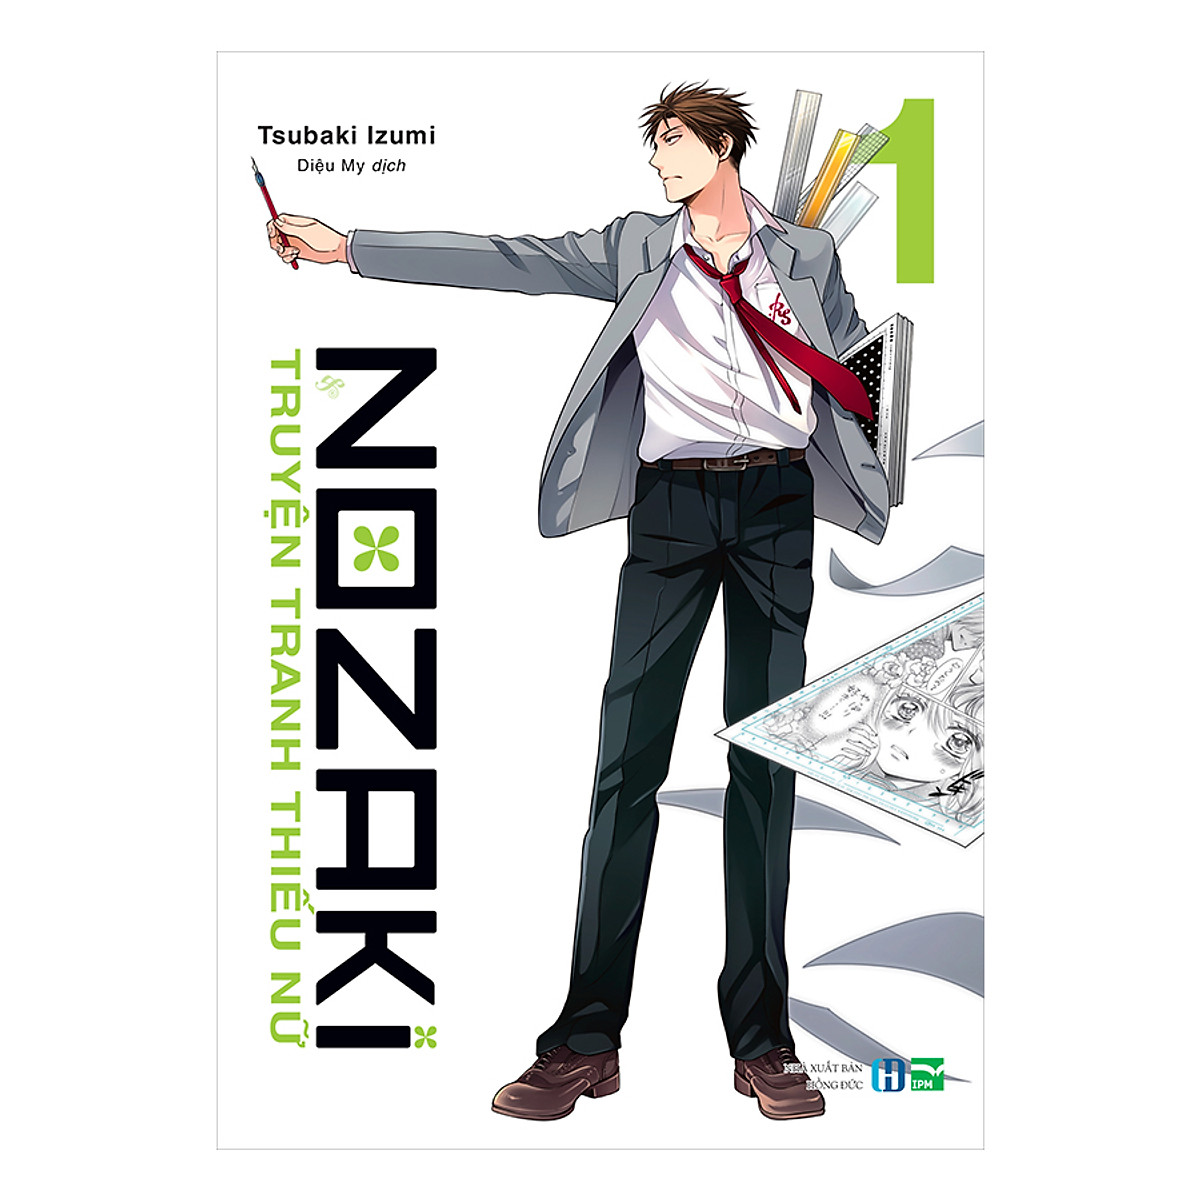 Tsubaki Izumi
Diệu My dịch
1
NOZAKi
TRUYỆN TRANH THIẾU NỮ
NHÀ XUẤT BẢN
HỒNG ĐỨC
IPM